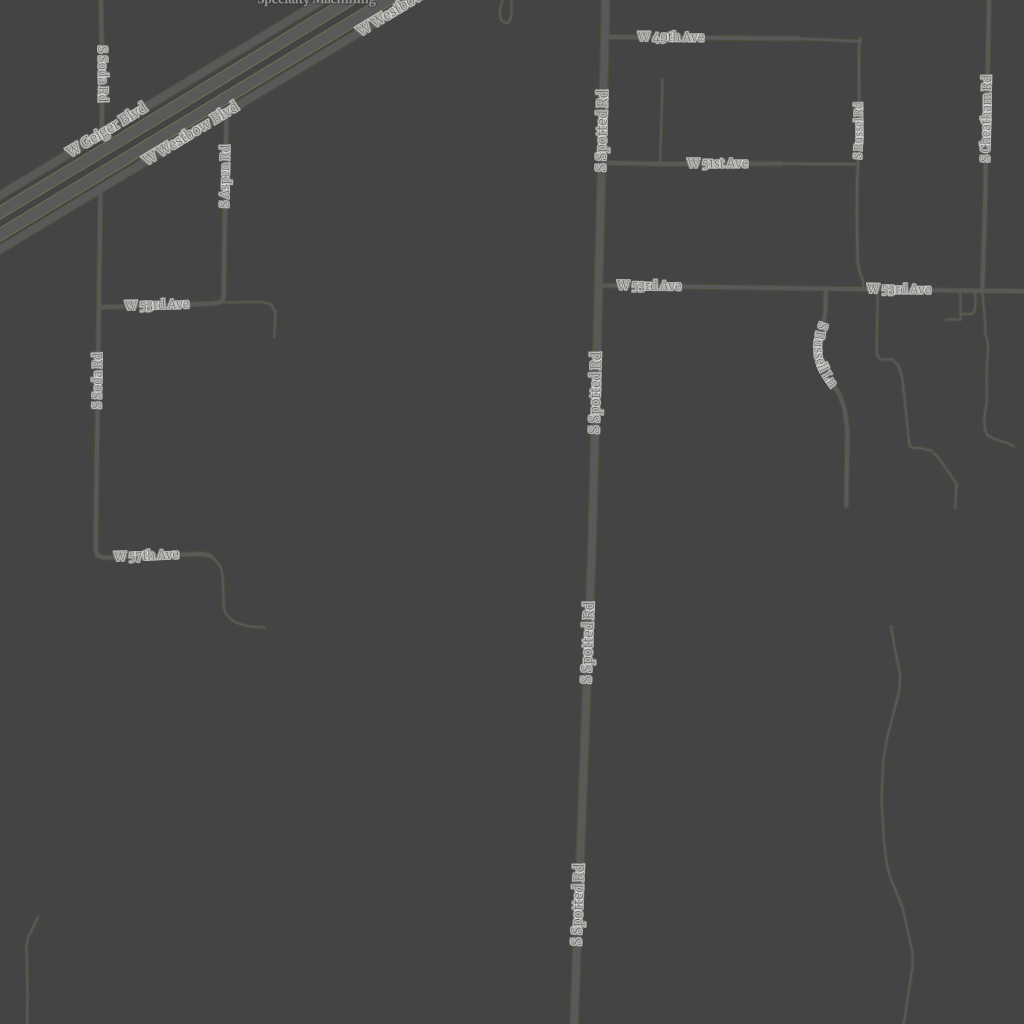 Specialty Machining
W Westbow
W 49th Ave
S Soda Rd
S Spotted Rd
S Russl Rd
S Cheatham Rd
W Geiger Blvd
W Westbow Blvd
S Aspen Rd
W 51st Ave
W 53rd Ave
W 53rd Ave
W 53rd Ave
S Soda Rd
S Spotted Rd
S Russell Ln
W 57th Ave
S Spotted Rd
S Spotted Rd